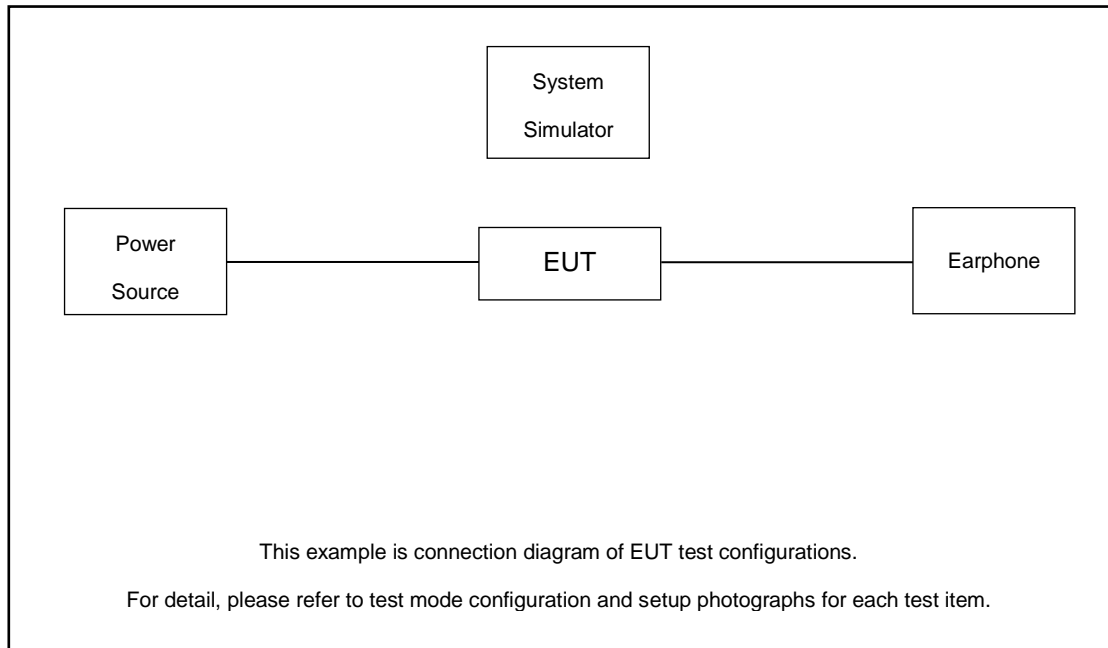 System
Simulator
Power
Source
EUT
Earphone
This example is connection diagram of EUT test configurations.
For detail, please refer to test mode configuration and setup photographs for each test item.